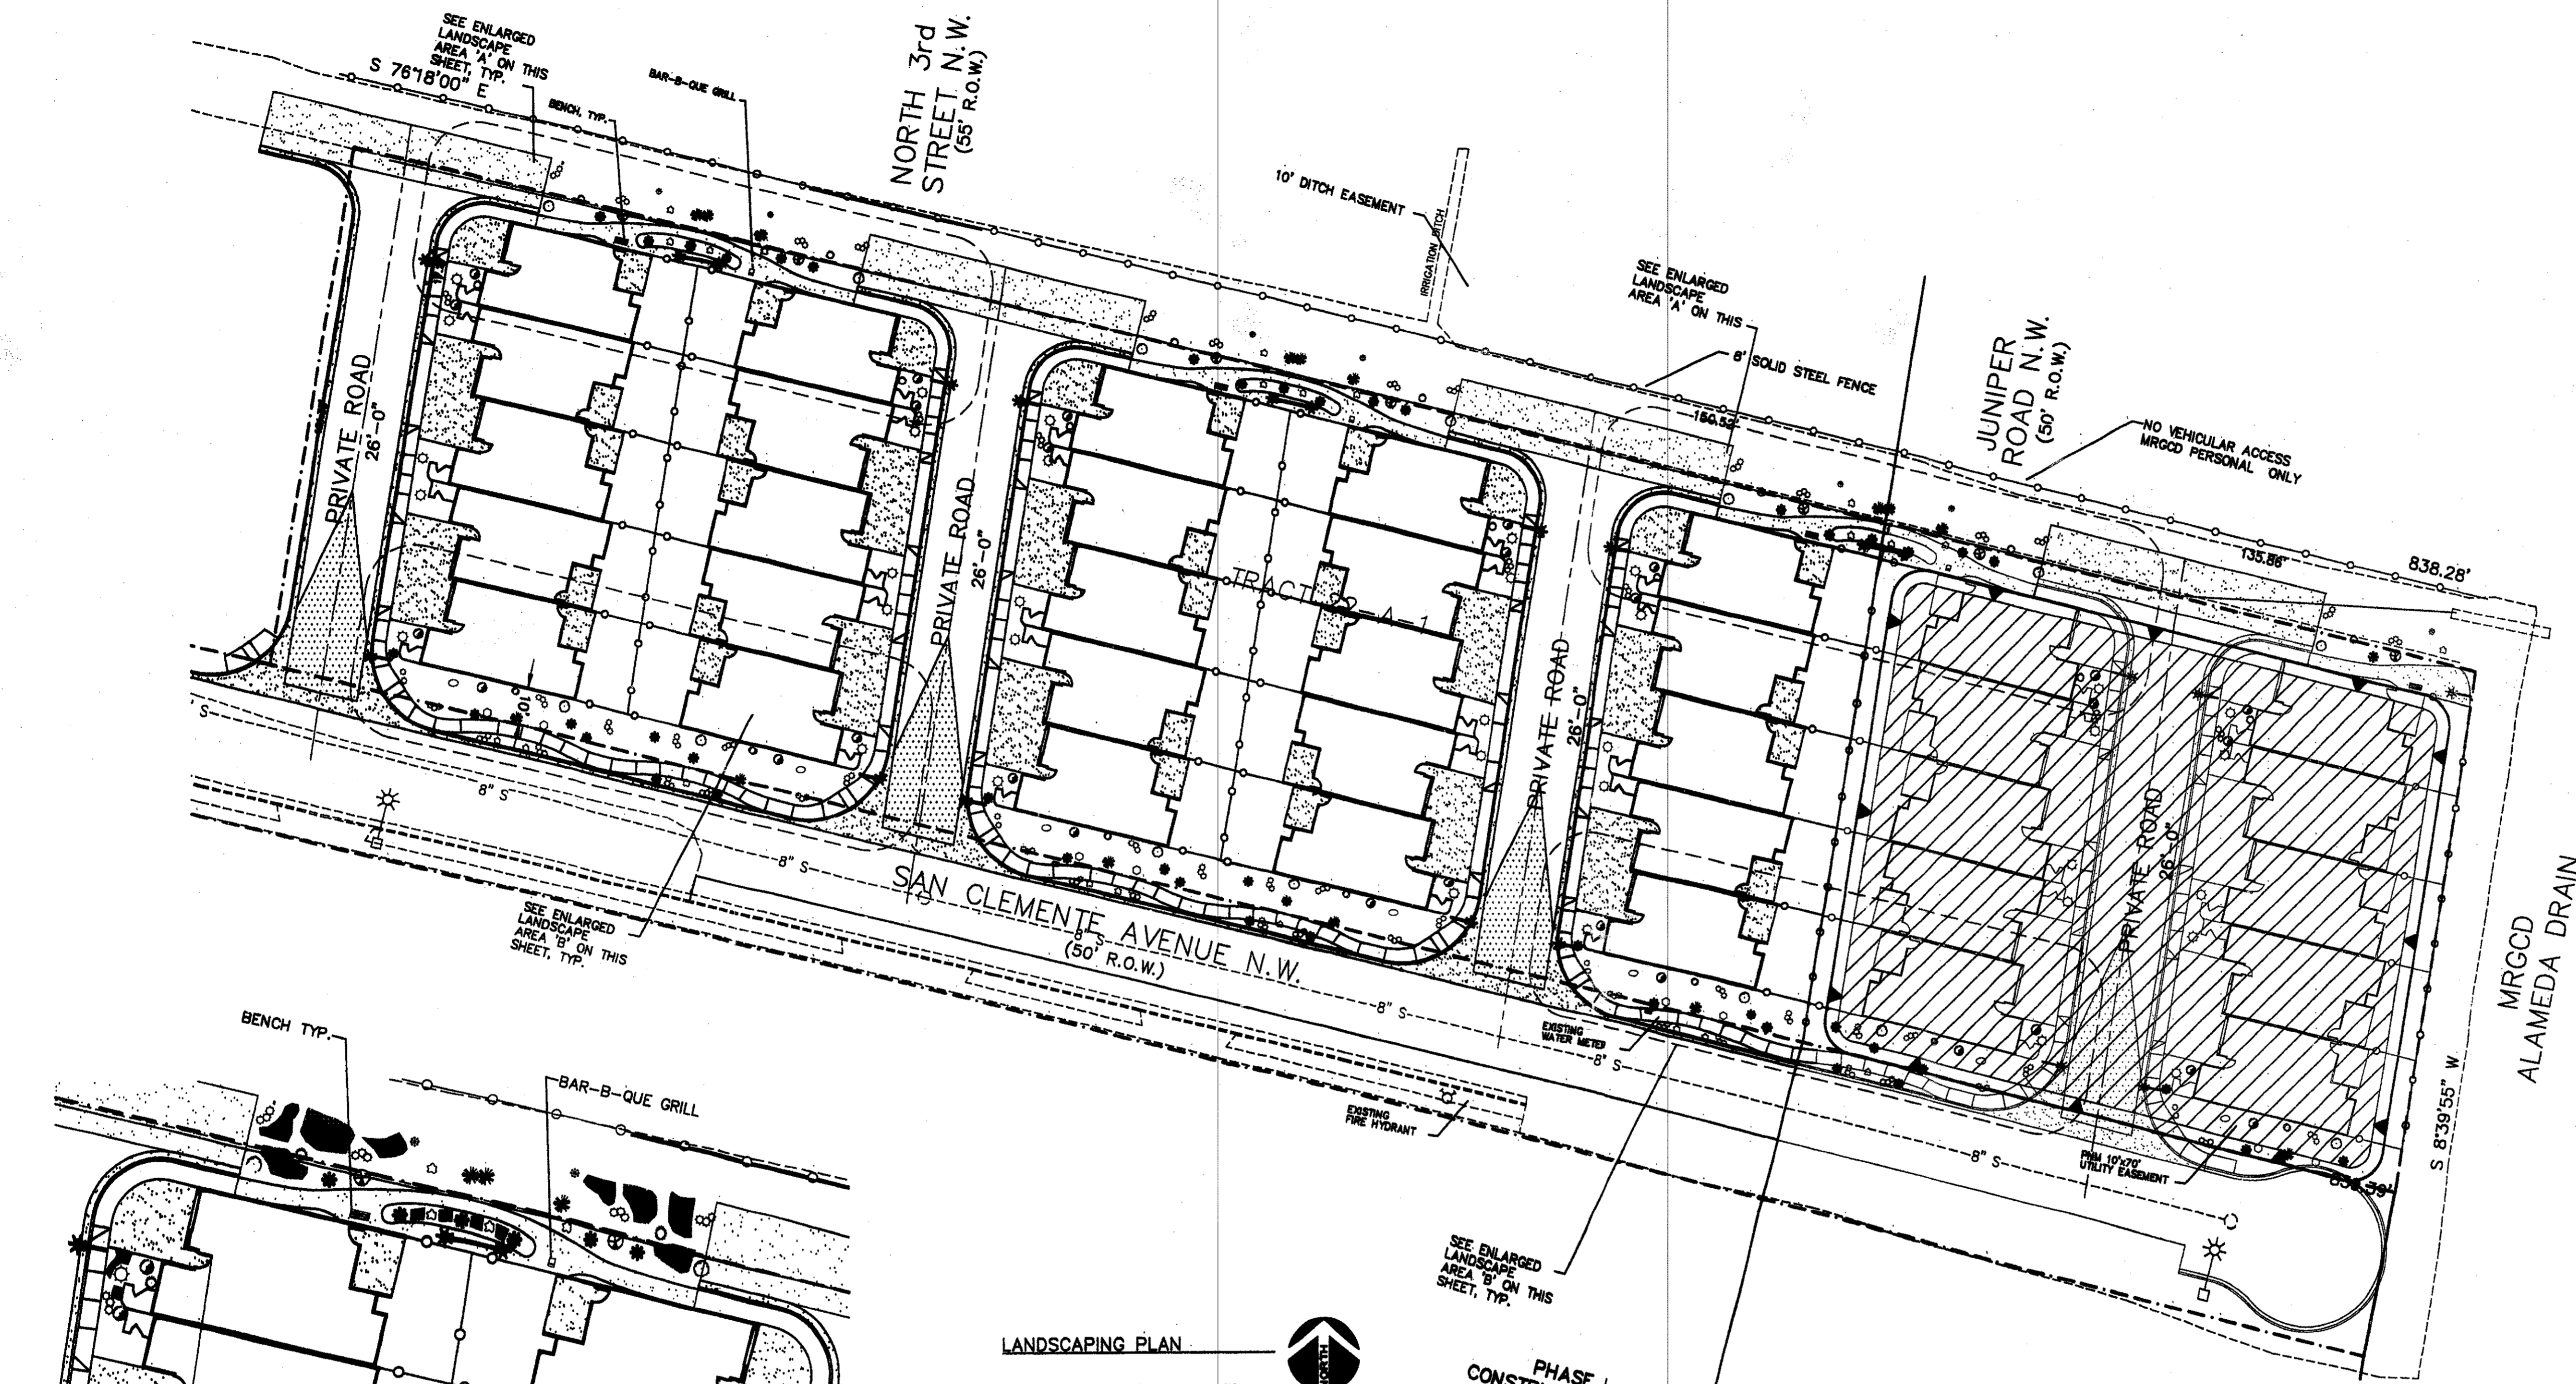 SEE ENLARGED
LANDSCAPE
AREA 'A' ON THIS
SHEET, TYP.
S 76°18'00" E
BENCH, TYP.
BAR-B-QUE GRILL
NORTH 3rd
STREET N.W.
(55' R.O.W.)
10' DITCH EASEMENT
IRRIGATION DITCH
SEE ENLARGED
LANDSCAPE
AREA 'A' ON THIS
8' SOLID STEEL FENCE
150.52'
JUNIPER
ROAD N.W.
(50' R.O.W.)
NO VEHICULAR ACCESS
MRGCD PERSONAL ONLY
135.86'
838.28'
PRIVATE ROAD
26'-0"
PRIVATE ROAD
26'-0"
PRIVATE ROAD
26'-0"
PRIVATE ROAD
26'-0"
10'
' S
8" S
8" S
8" S
8" S
8" S
8" S
SAN CLEMENTE AVENUE N.W.
(50' R.O.W.)
SEE ENLARGED
LANDSCAPE
AREA 'B' ON THIS
SHEET, TYP.
EXISTING
WATER METER
EXISTING
FIRE HYDRANT
PNM 10'x70'
UTILITY EASEMENT
MRGCD
ALAMEDA DRAIN
S 8°39'55" W
SEE ENLARGED
LANDSCAPE
AREA 'B' ON THIS
SHEET, TYP.
BENCH TYP.
BAR-B-QUE GRILL
LANDSCAPING PLAN
NORTH
PHASE